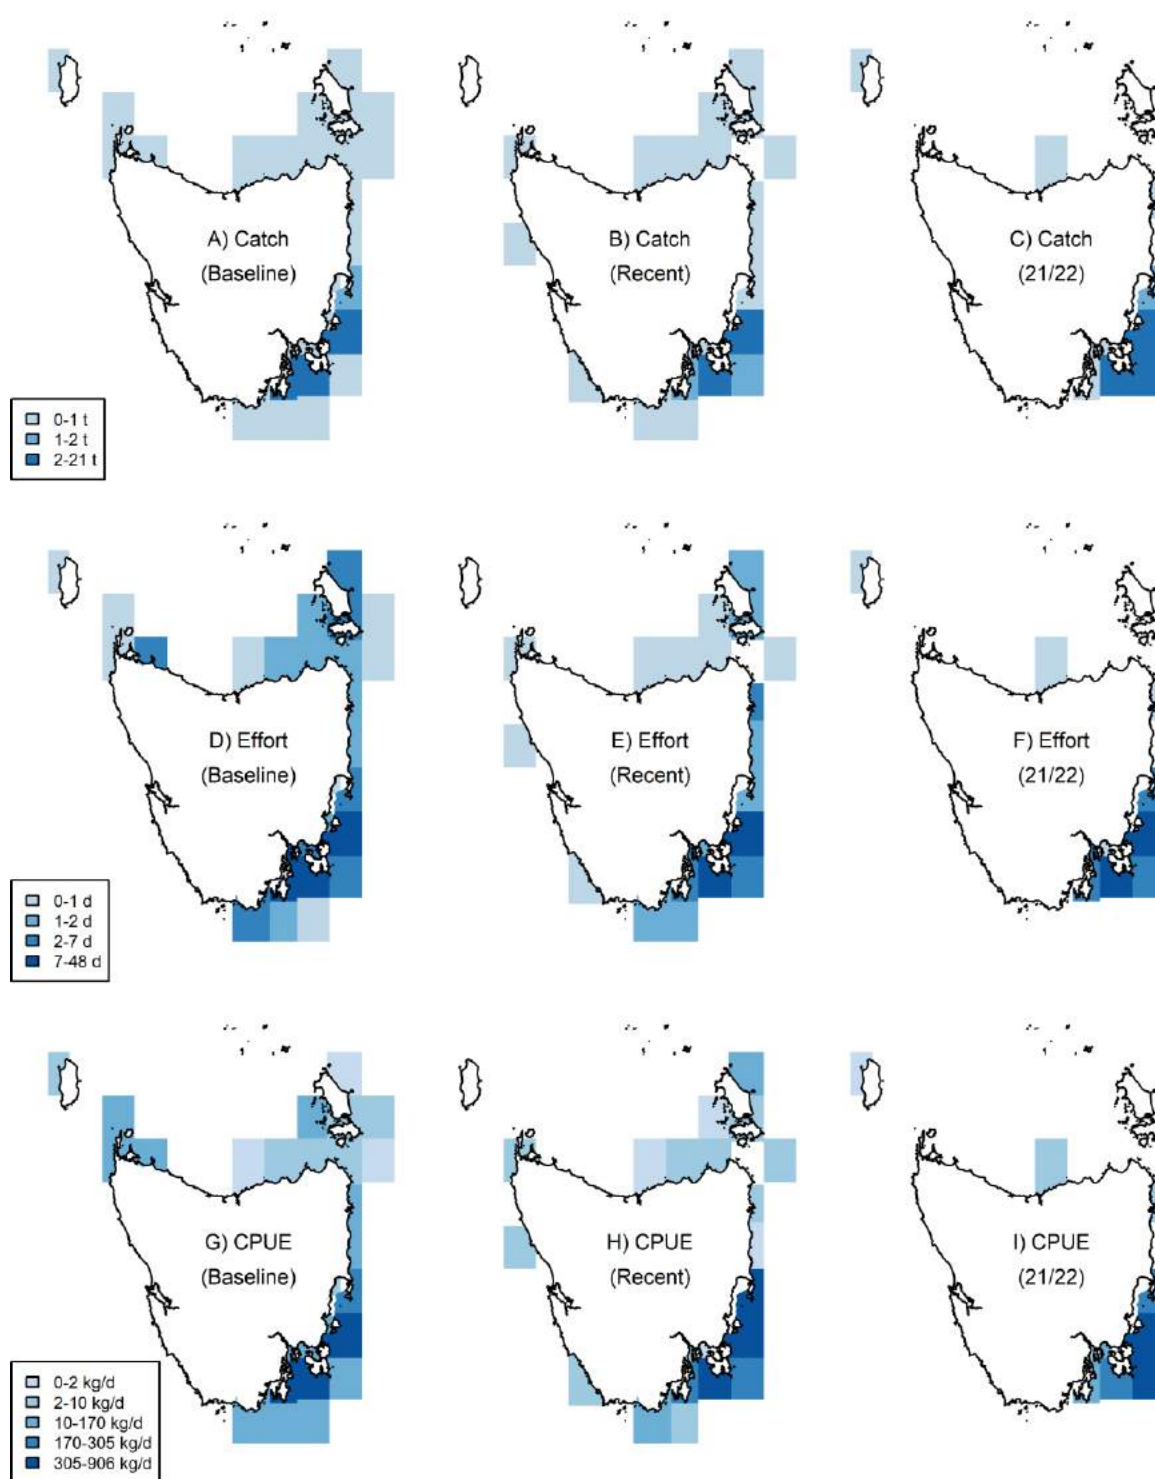 A) Catch
(Baseline)
B) Catch
(Recent)
C) Catch
(21/22)
0-1 t
1-2 t
2-21 t
D) Effort
(Baseline)
E) Effort
(Recent)
F) Effort
(21/22)
0-1 d
1-2 d
2-7 d
7-48 d
G) CPUE
(Baseline)
H) CPUE
(Recent)
I) CPUE
(21/22)
0-2 kg/d
2-10 kg/d
10-170 kg/d
170-305 kg/d
305-906 kg/d